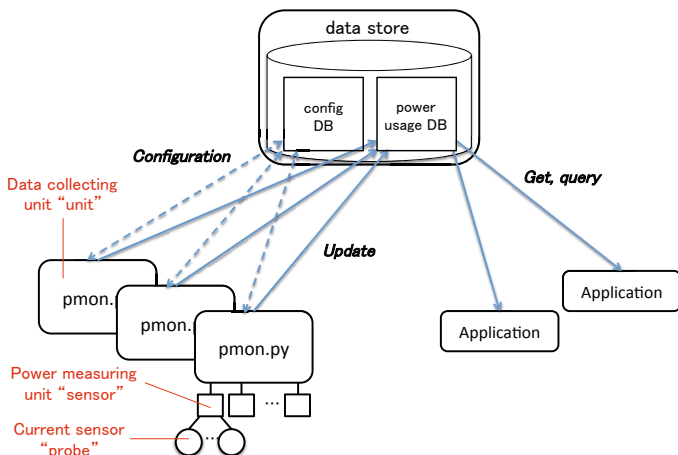 data store
config
DB
power
usage DB
Configuration
Get, query
Data collecting
unit “unit”
Update
pmon.
pmon.
pmon.py
Application
Application
Power measuring
unit “sensor”
...
Current sensor
“probe”
...